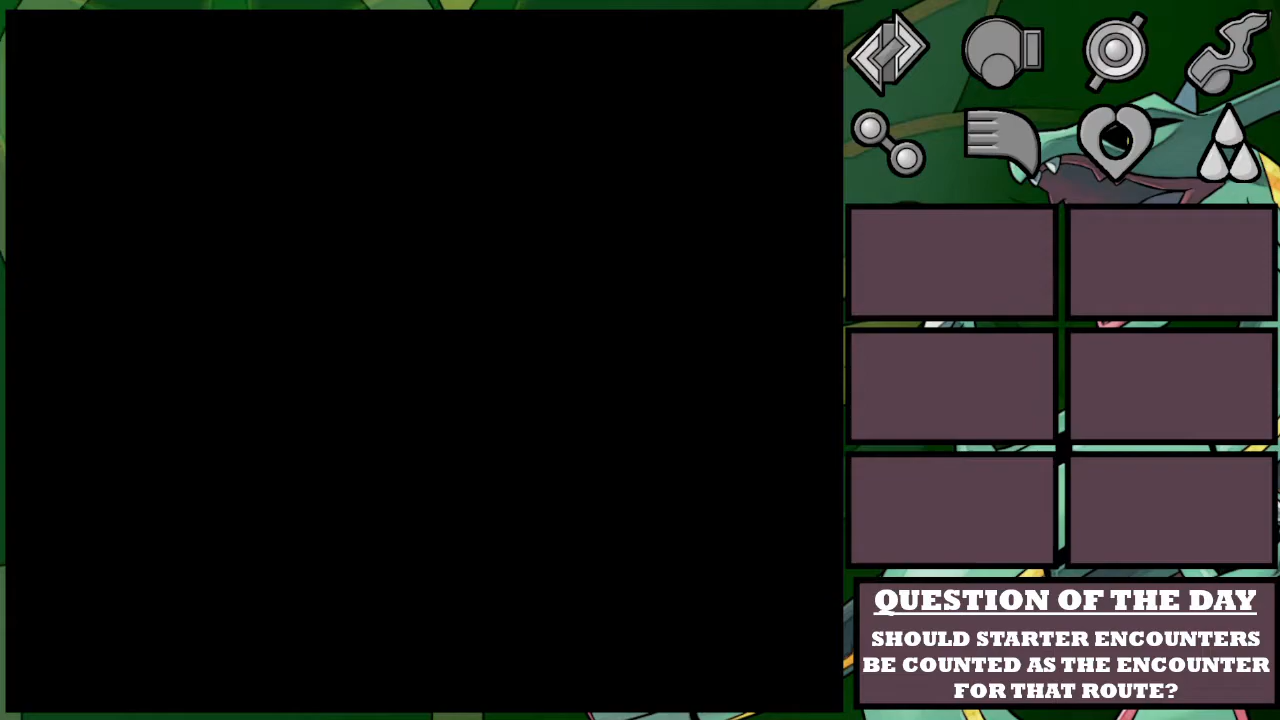 QUESTION OF THE DAY
SHOULD STARTER ENCOUNTERS
BE COUNTED AS THE ENCOUNTER
FOR THAT ROUTE?